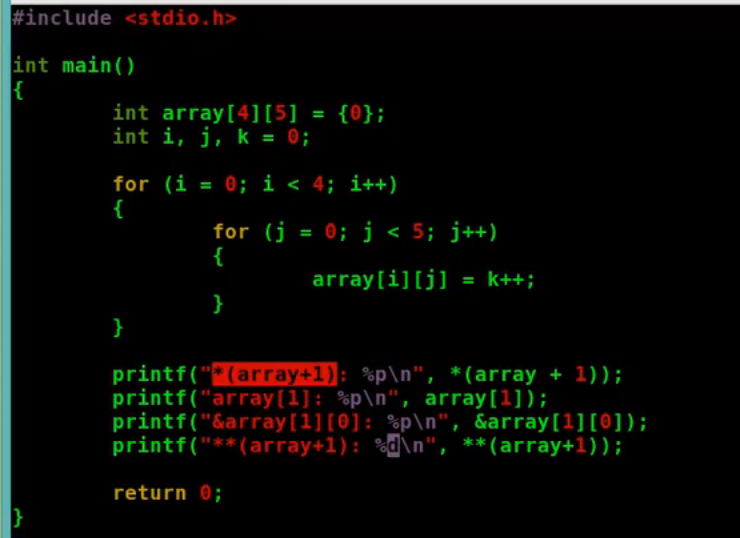 #include <stdio.h>
int main()
{
int array[4][5] = {0};
int i, j, k = 0;
for (i = 0; i < 4; i++)
{
for (j = 0; j < 5; j++)
{
array[i][j] = k++;
}
}
printf("*(array+1): %p\n", *(array + 1));
printf("array[1]: %p\n", array[1]);
printf("&array[1][0]: %p\n", &array[1][0]);
printf("**(array+1): %d\n", **(array+1));
return 0;
}